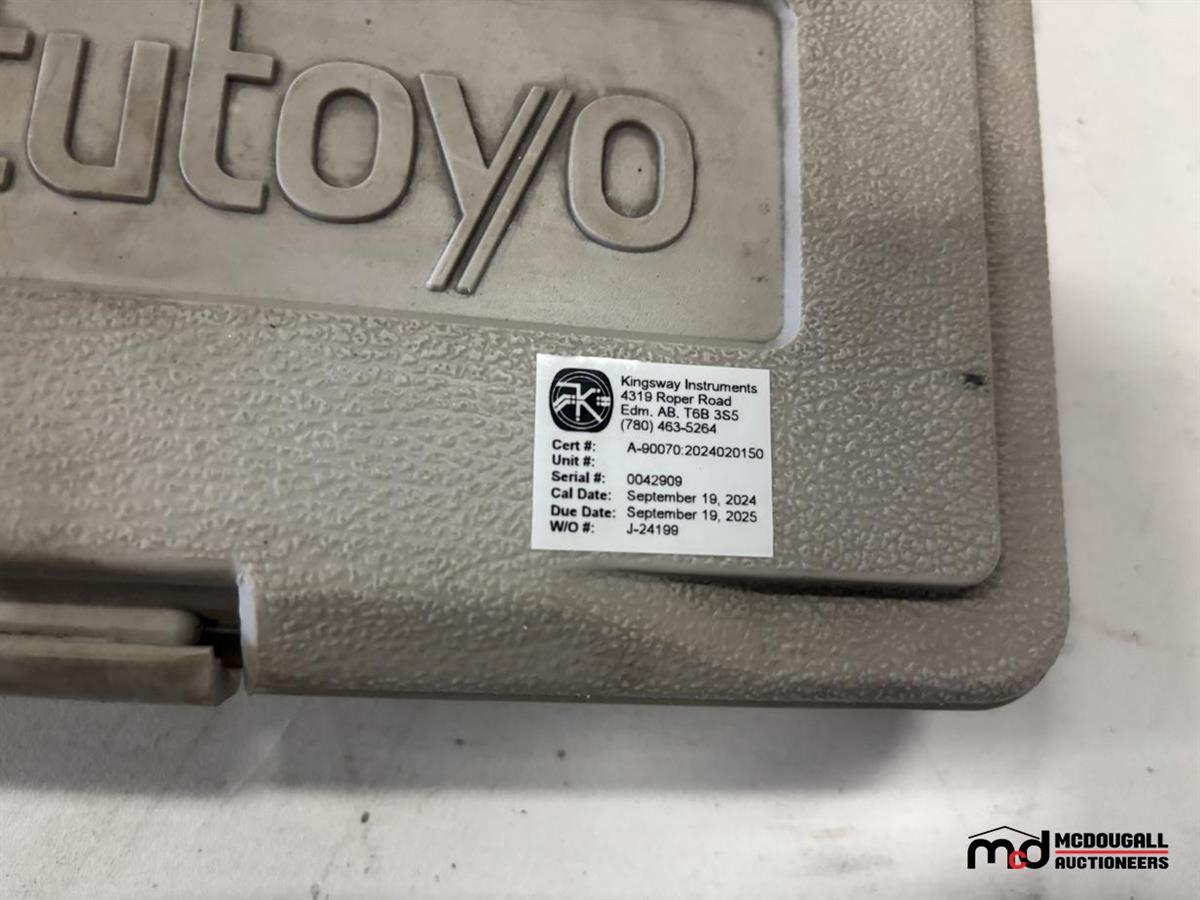 tutoyo
Kingsway Instruments
4319 Roper Road
Edm. AB. T6B 3S5
(780) 463-5264
Cert #: A-90070:2024020150
Unit #:
Serial #: 0042909
Cal Date: September 19, 2024
Due Date: September 19, 2025
W/O #: J-24199
mcd MCDOUGALL
AUCTIONEERS